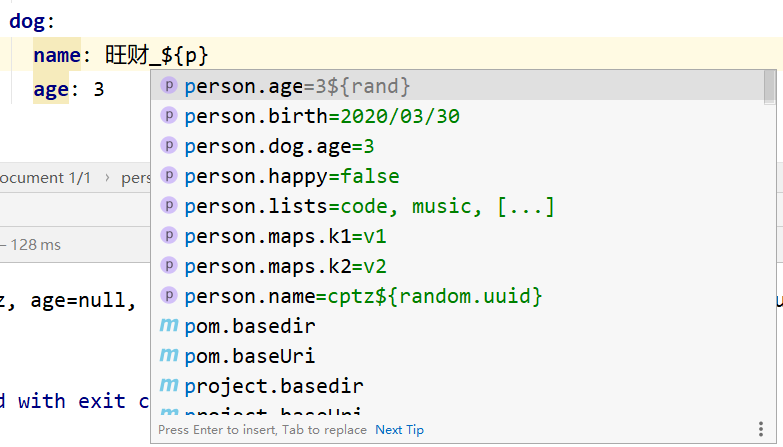 dog:
name: 旺财_${p}
age: 3
person.age=3${rand}
person.birth=2020/03/30
person.dog.age=3
person.happy=false
person.lists=code, music, [...]
person.maps.k1=v1
person.maps.k2=v2
person.name=cptz${random.uuid}
m pom.basedir
m pom.baseUri
m project.basedir
m project.baseUri
Press Enter to insert, Tab to replace Next Tip
ocument 1/1 › pers
– 128 ms
z, age=null,
d with exit c